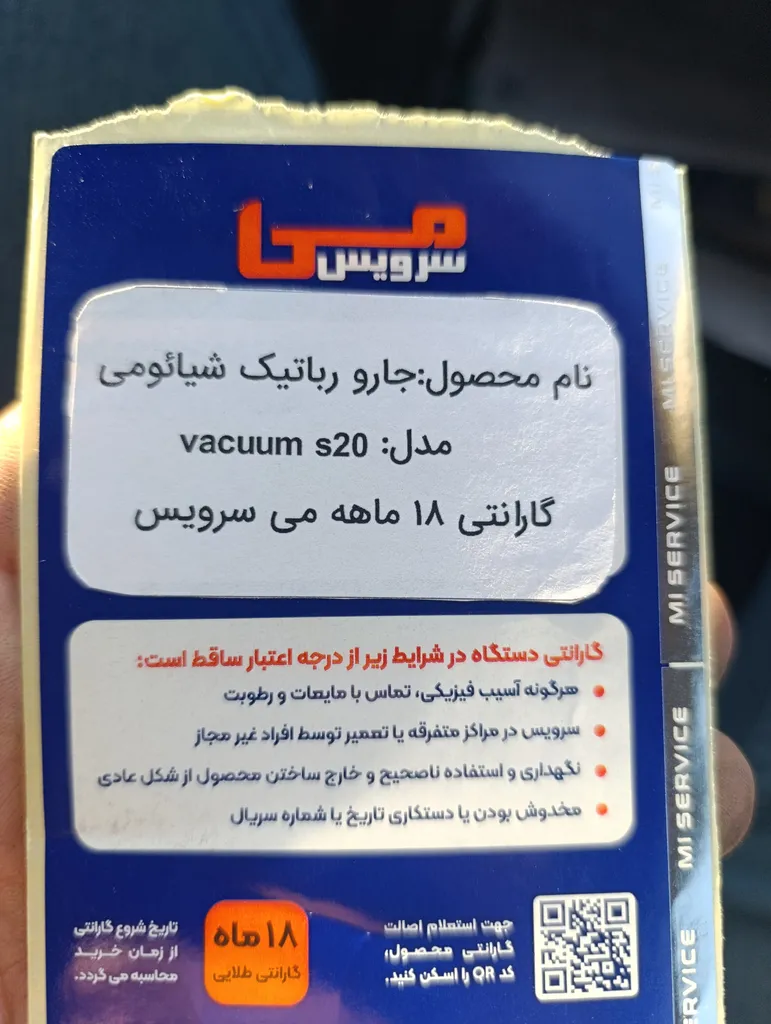 می
سرویس
نام محصول:جارو رباتیک شیائومی
مدل: vacuum s20
گارانتی ۱۸ ماهه می سرویس
گارانتی دستگاه در شرایط زیر از درجه اعتبار ساقط است:
هرگونه آسیب فیزیکی، تماس با مایعات و رطوبت
سرویس در مراکز متفرقه یا تعمیر توسط افراد غیر مجاز
نگهداری و استفاده ناصحیح و خارج ساختن محصول از شکل عادی
مخدوش بودن یا دستکاری تاریخ یا شماره سریال
جهت استعلام اصالت
گارانتی محصول،
کد QR را اسکن کنید.
۱۸ ماه
گارانتی طلایی
تاریخ شروع گارانتی
از زمان خرید
محاسبه می گردد.
MI SERVICE
MI SERVICE
MI SERVICE
ERVICE